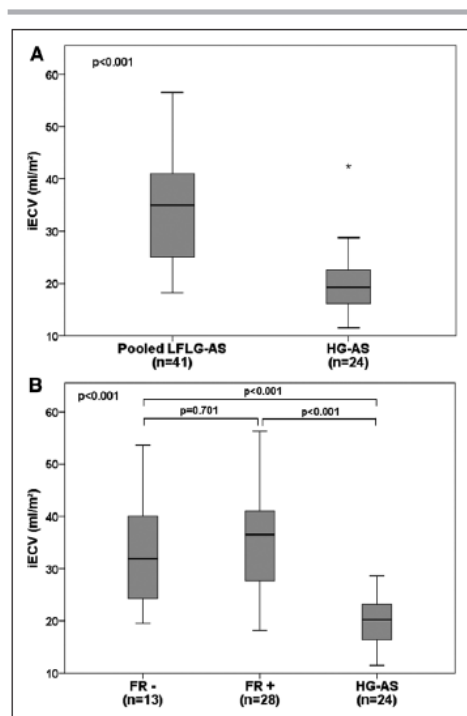 A
p<0.001
60
50
40
30
20
10
iECV (ml/m²)
Pooled LFLG-AS
(n=41)
HG-AS
(n=24)
*
B
p<0.001
p<0.001
p=0.701
p<0.001
60
50
40
30
20
10
iECV (ml/m²)
FR -
(n=13)
FR +
(n=28)
HG-AS
(n=24)